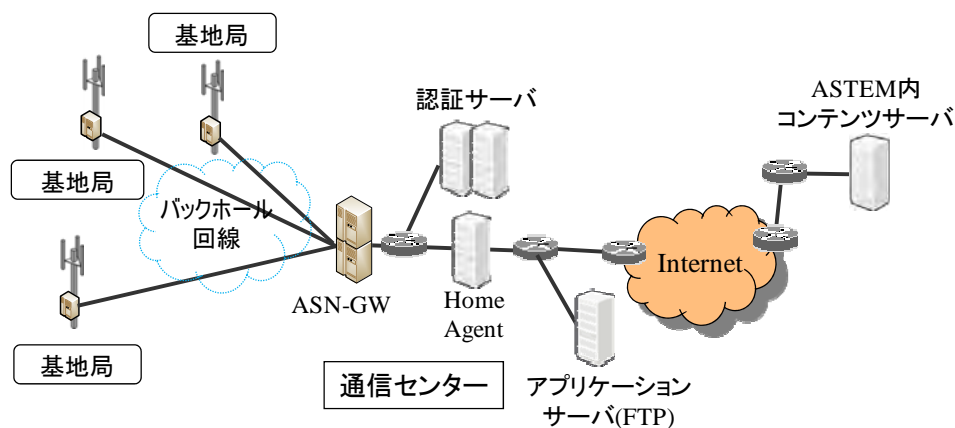 基地局
基地局
基地局
バックホール
回線
ASN-GW
認証サーバ
Home
Agent
通信センター
アプリケーション
サーバ(FTP)
Internet
ASTEM内
コンテンツサーバ